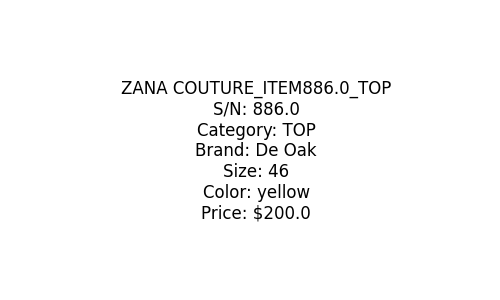 ZANA COUTURE_ITEM886.0_TOP
S/N: 886.0
Category: TOP
Brand: De Oak
Size: 46
Color: yellow
Price: $200.0